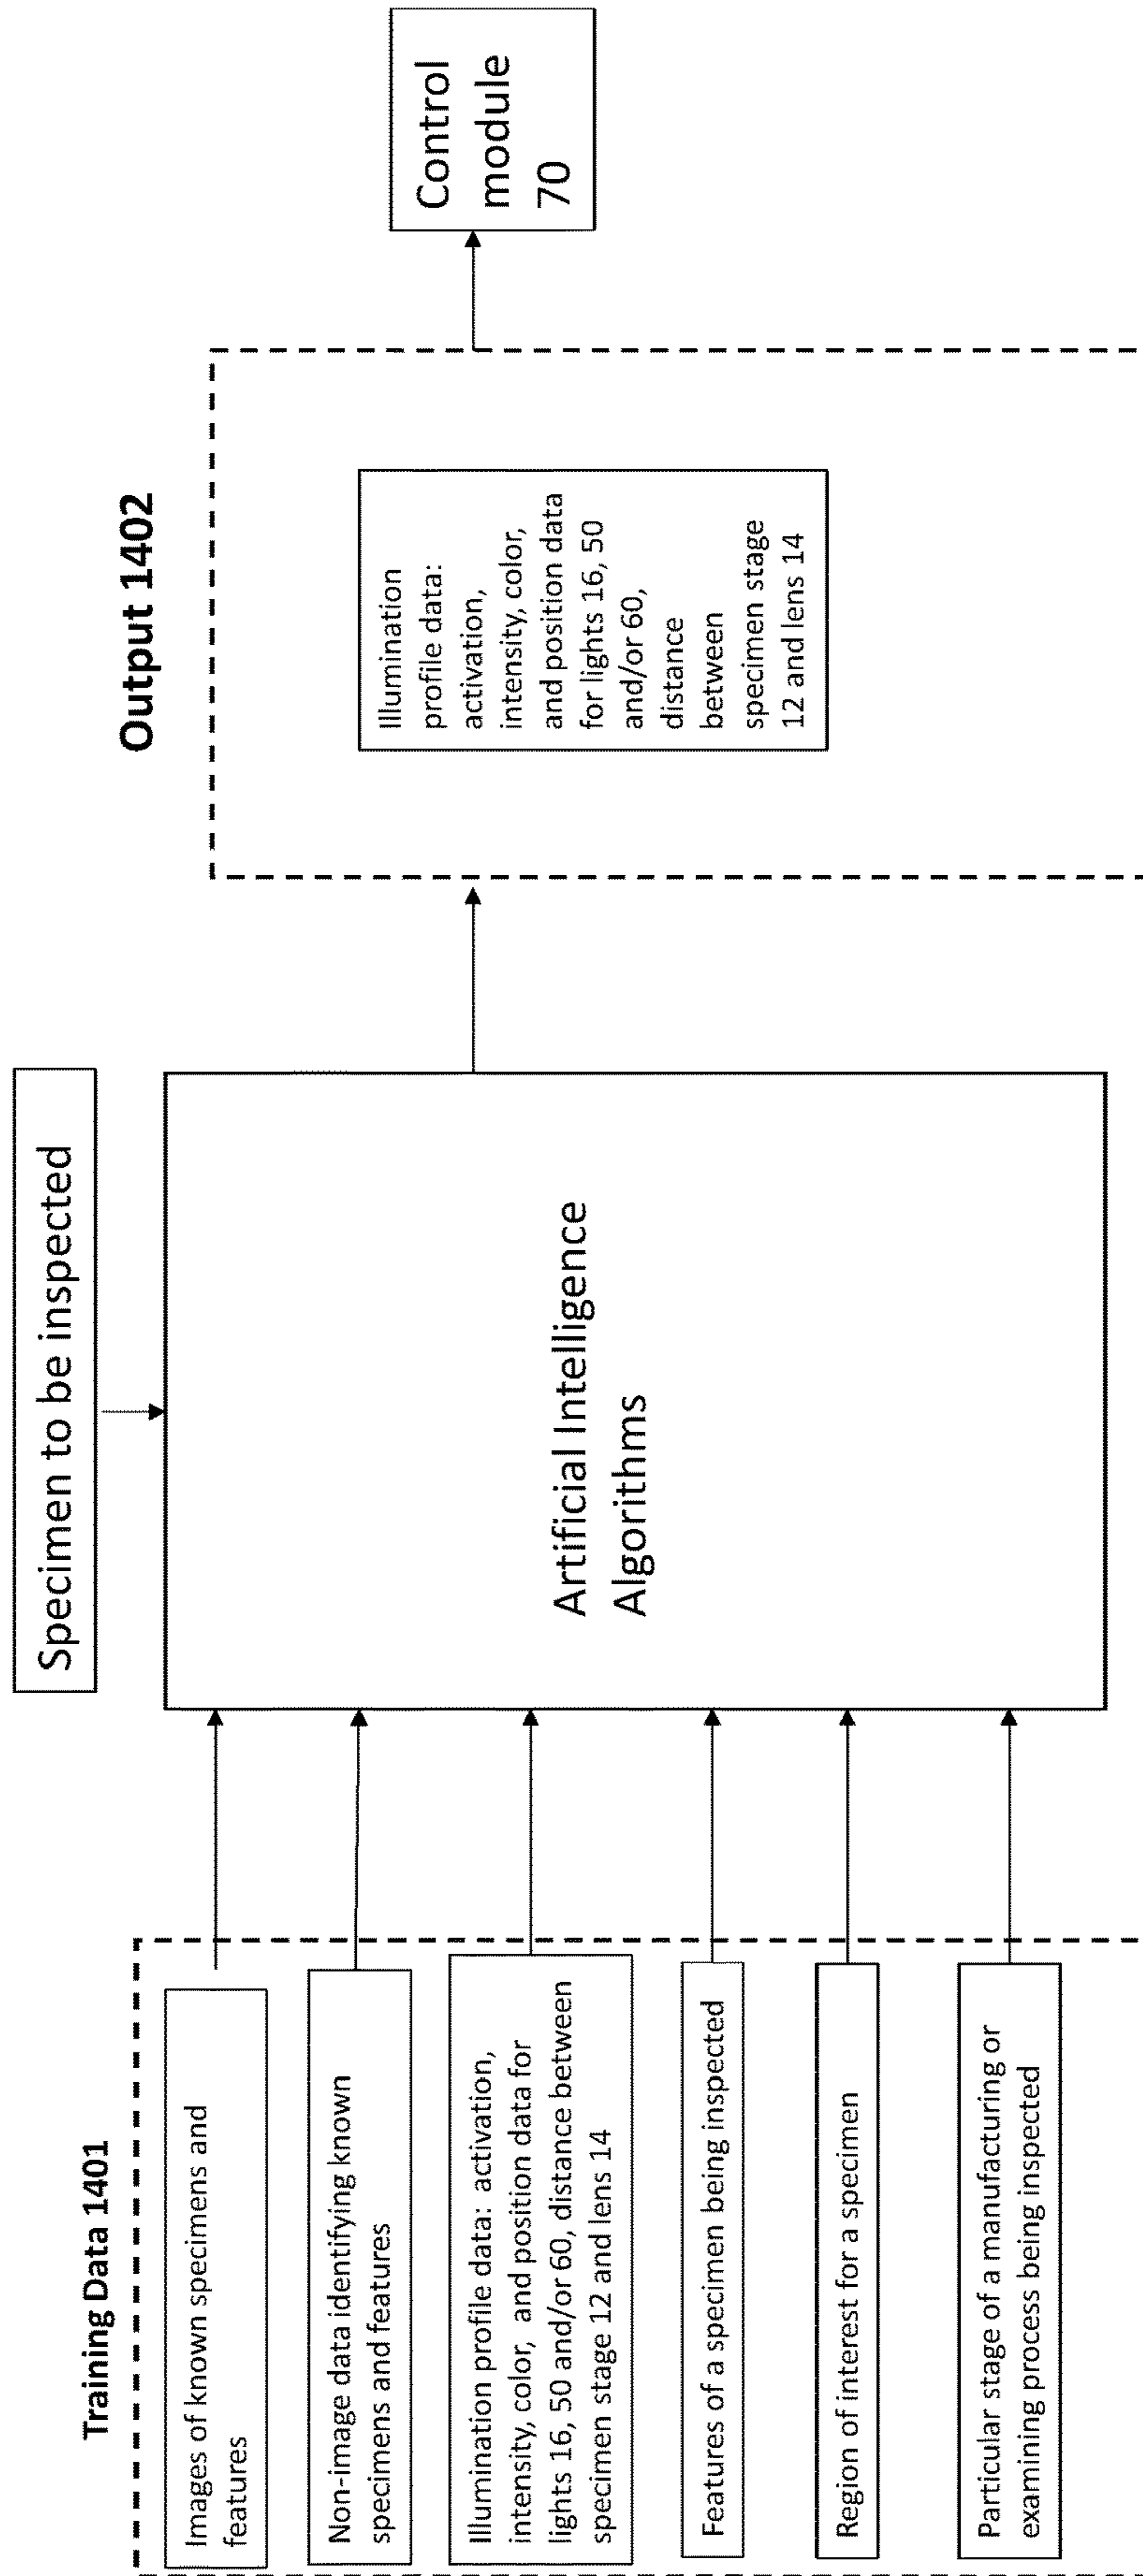 Training Data 1401
Images of known specimens and
features
Non-image data identifying known
specimens and features
Illumination profile data: activation,
intensity, color, and position data for
lights 16, 50 and/or 60, distance between
specimen stage 12 and lens 14
Features of a specimen being inspected
Region of interest for a specimen
Particular stage of a manufacturing or
examining process being inspected
Specimen to be inspected
Artificial Intelligence
Algorithms
Output 1402
Illumination
profile data:
activation,
intensity, color,
and position data
for lights 16, 50
and/or 60,
distance
between
specimen stage
12 and lens 14
Control
module
70